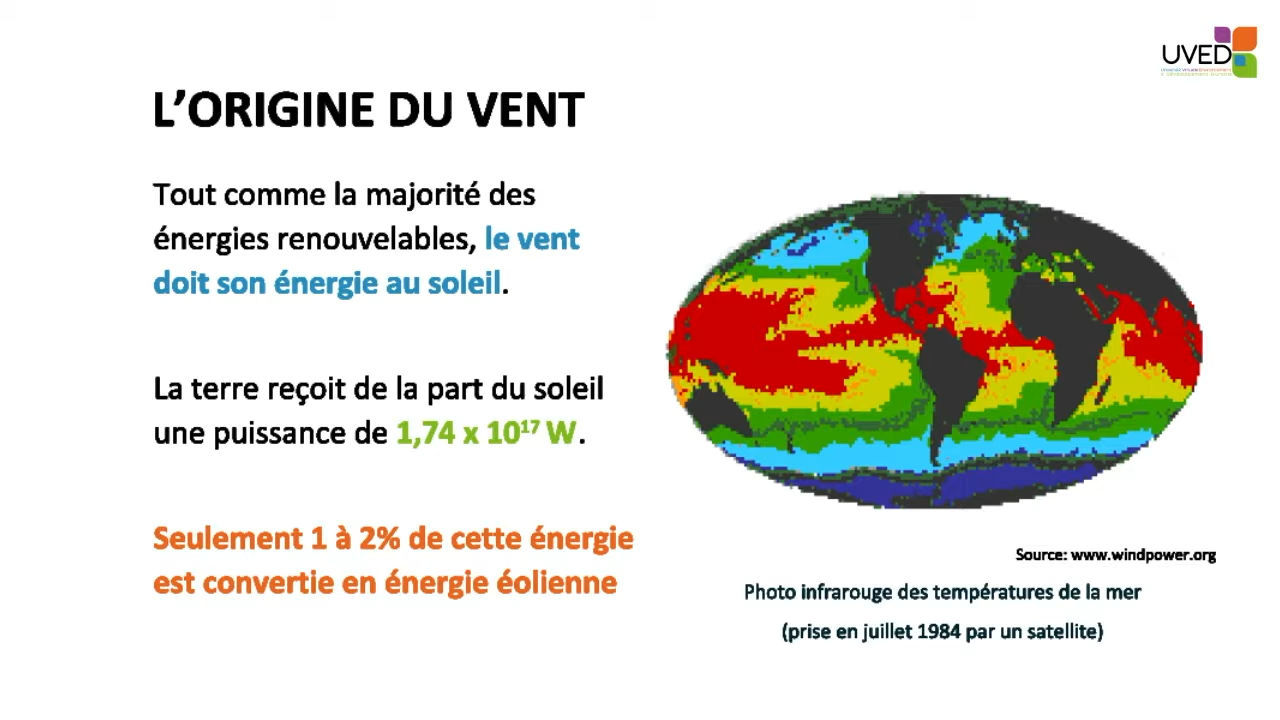 UVED
L'ORIGINE DU VENT
Tout comme la majorité des
énergies renouvelables, le vent
doit son énergie au soleil.
La terre reçoit de la part du soleil
une puissance de 1,74 x 10¹⁷ W.
Seulement 1 à 2% de cette énergie
est convertie en énergie éolienne
Source: www.windpower.org
Photo infrarouge des températures de la mer
(prise en juillet 1984 par un satellite)